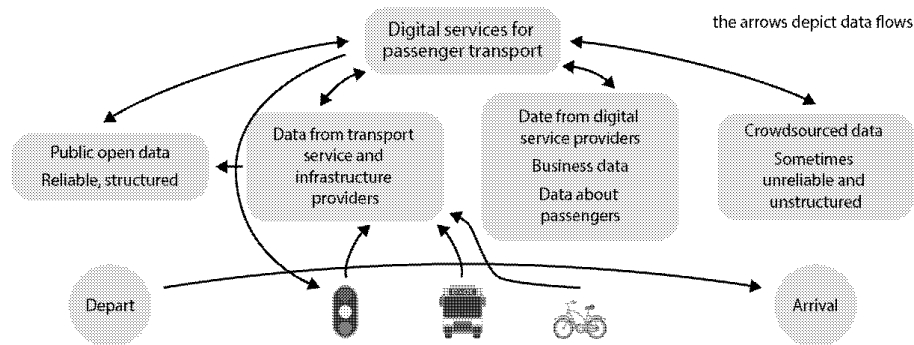 the arrows depict data flows
Digital services for
passenger transport
Public open data
Reliable, structured
Data from transport
service and
infrastructure
providers
Date from digital
service providers
Business data
Data about
passengers
Crowdsourced data
Sometimes
unreliable and
unstructured
Depart
Arrival